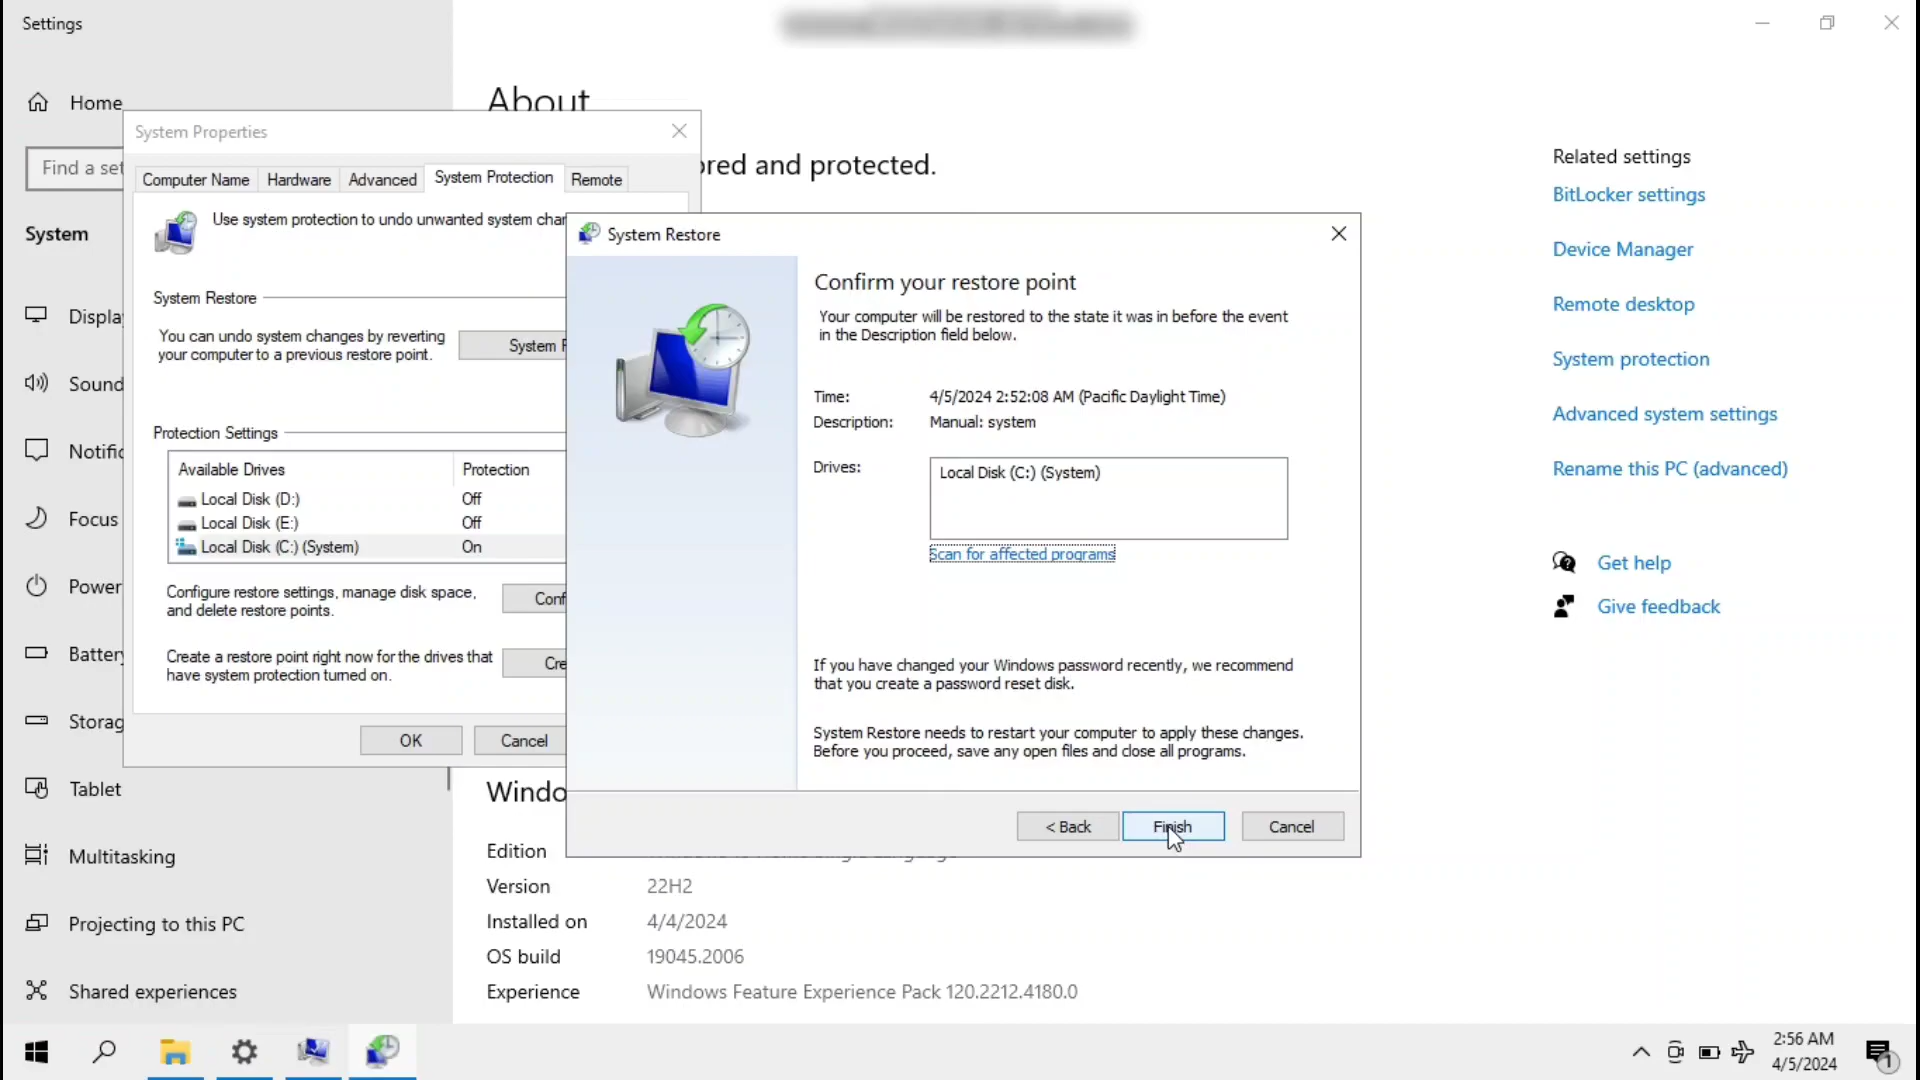 Settings
Home
Find a set
System
Display
Sound
Notific
Focus
Power
Battery
Storag
Tablet
Multitasking
Projecting to this PC
Shared experiences
About
ored and protected.
System Properties
Computer Name
Hardware
Advanced
System Protection
Remote
Use system protection to undo unwanted system char
System Restore
You can undo system changes by reverting
your computer to a previous restore point.
System R
Protection Settings
Available Drives Protection
Local Disk (D:) Off
Local Disk (E:) Off
Local Disk (C:) (System) On
Configure restore settings, manage disk space,
and delete restore points.
Conf
Create a restore point right now for the drives that
have system protection turned on.
Cre
OK
Cancel
System Restore
Confirm your restore point
Your computer will be restored to the state it was in before the event
in the Description field below.
Time: 4/5/2024 2:52:08 AM (Pacific Daylight Time)
Description: Manual: system
Drives: Local Disk (C:) (System)
Scan for affected programs
If you have changed your Windows password recently, we recommend
that you create a password reset disk.
System Restore needs to restart your computer to apply these changes.
Before you proceed, save any open files and close all programs.
< Back
Finish
Cancel
Windo
Edition
Version 22H2
Installed on 4/4/2024
OS build 19045.2006
Experience Windows Feature Experience Pack 120.2212.4180.0
Related settings
BitLocker settings
Device Manager
Remote desktop
System protection
Advanced system settings
Rename this PC (advanced)
Get help
Give feedback
2:56 AM
4/5/2024
1